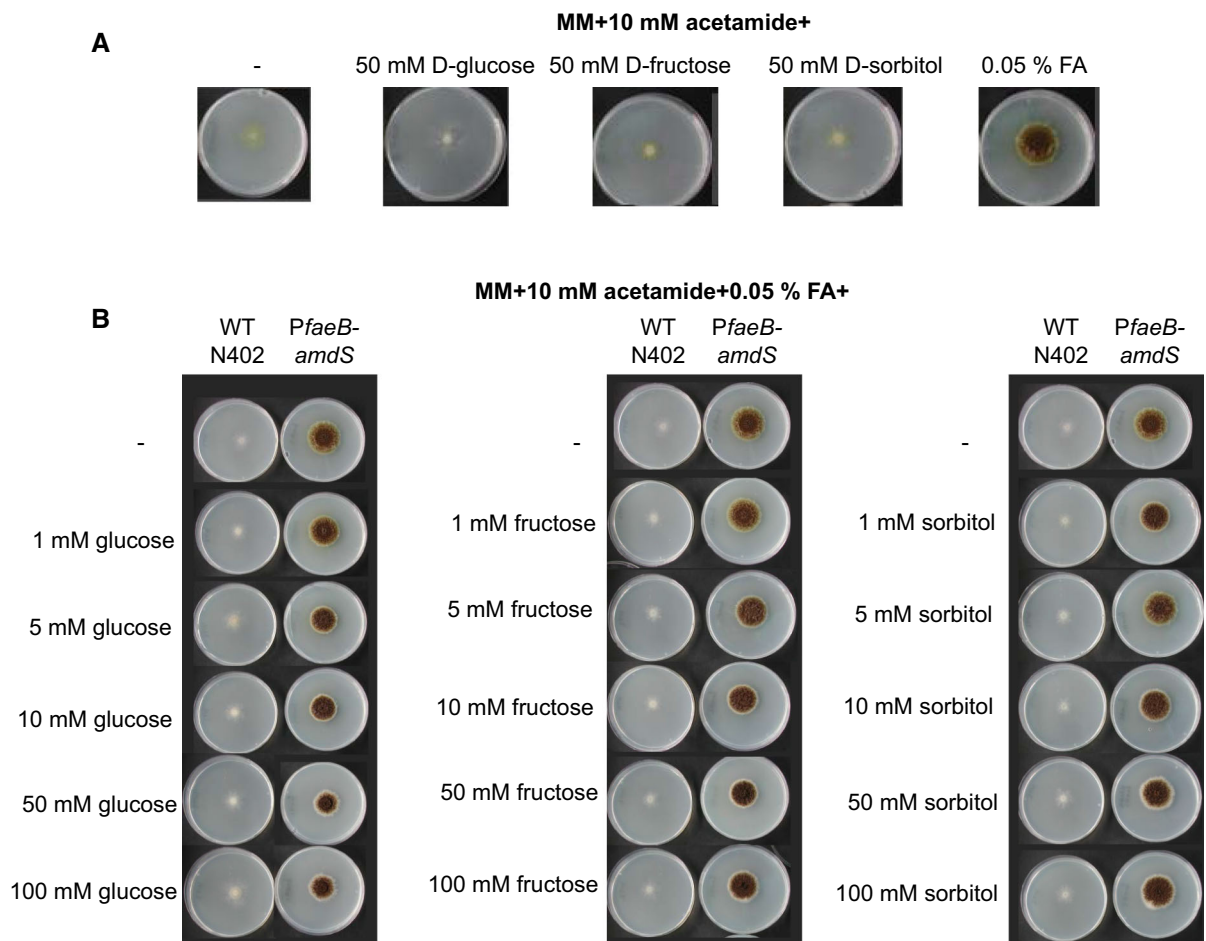 MM+10 mM acetamide+
A
-
50 mM D-glucose
50 mM D-fructose
50 mM D-sorbitol
0.05 % FA
MM+10 mM acetamide+0.05 % FA+
B
WT
N402
PfaeB-
amdS
-
1 mM glucose
5 mM glucose
10 mM glucose
50 mM glucose
100 mM glucose
WT
N402
PfaeB-
amdS
-
1 mM fructose
5 mM fructose
10 mM fructose
50 mM fructose
100 mM fructose
WT
N402
PfaeB-
amdS
-
1 mM sorbitol
5 mM sorbitol
10 mM sorbitol
50 mM sorbitol
100 mM sorbitol